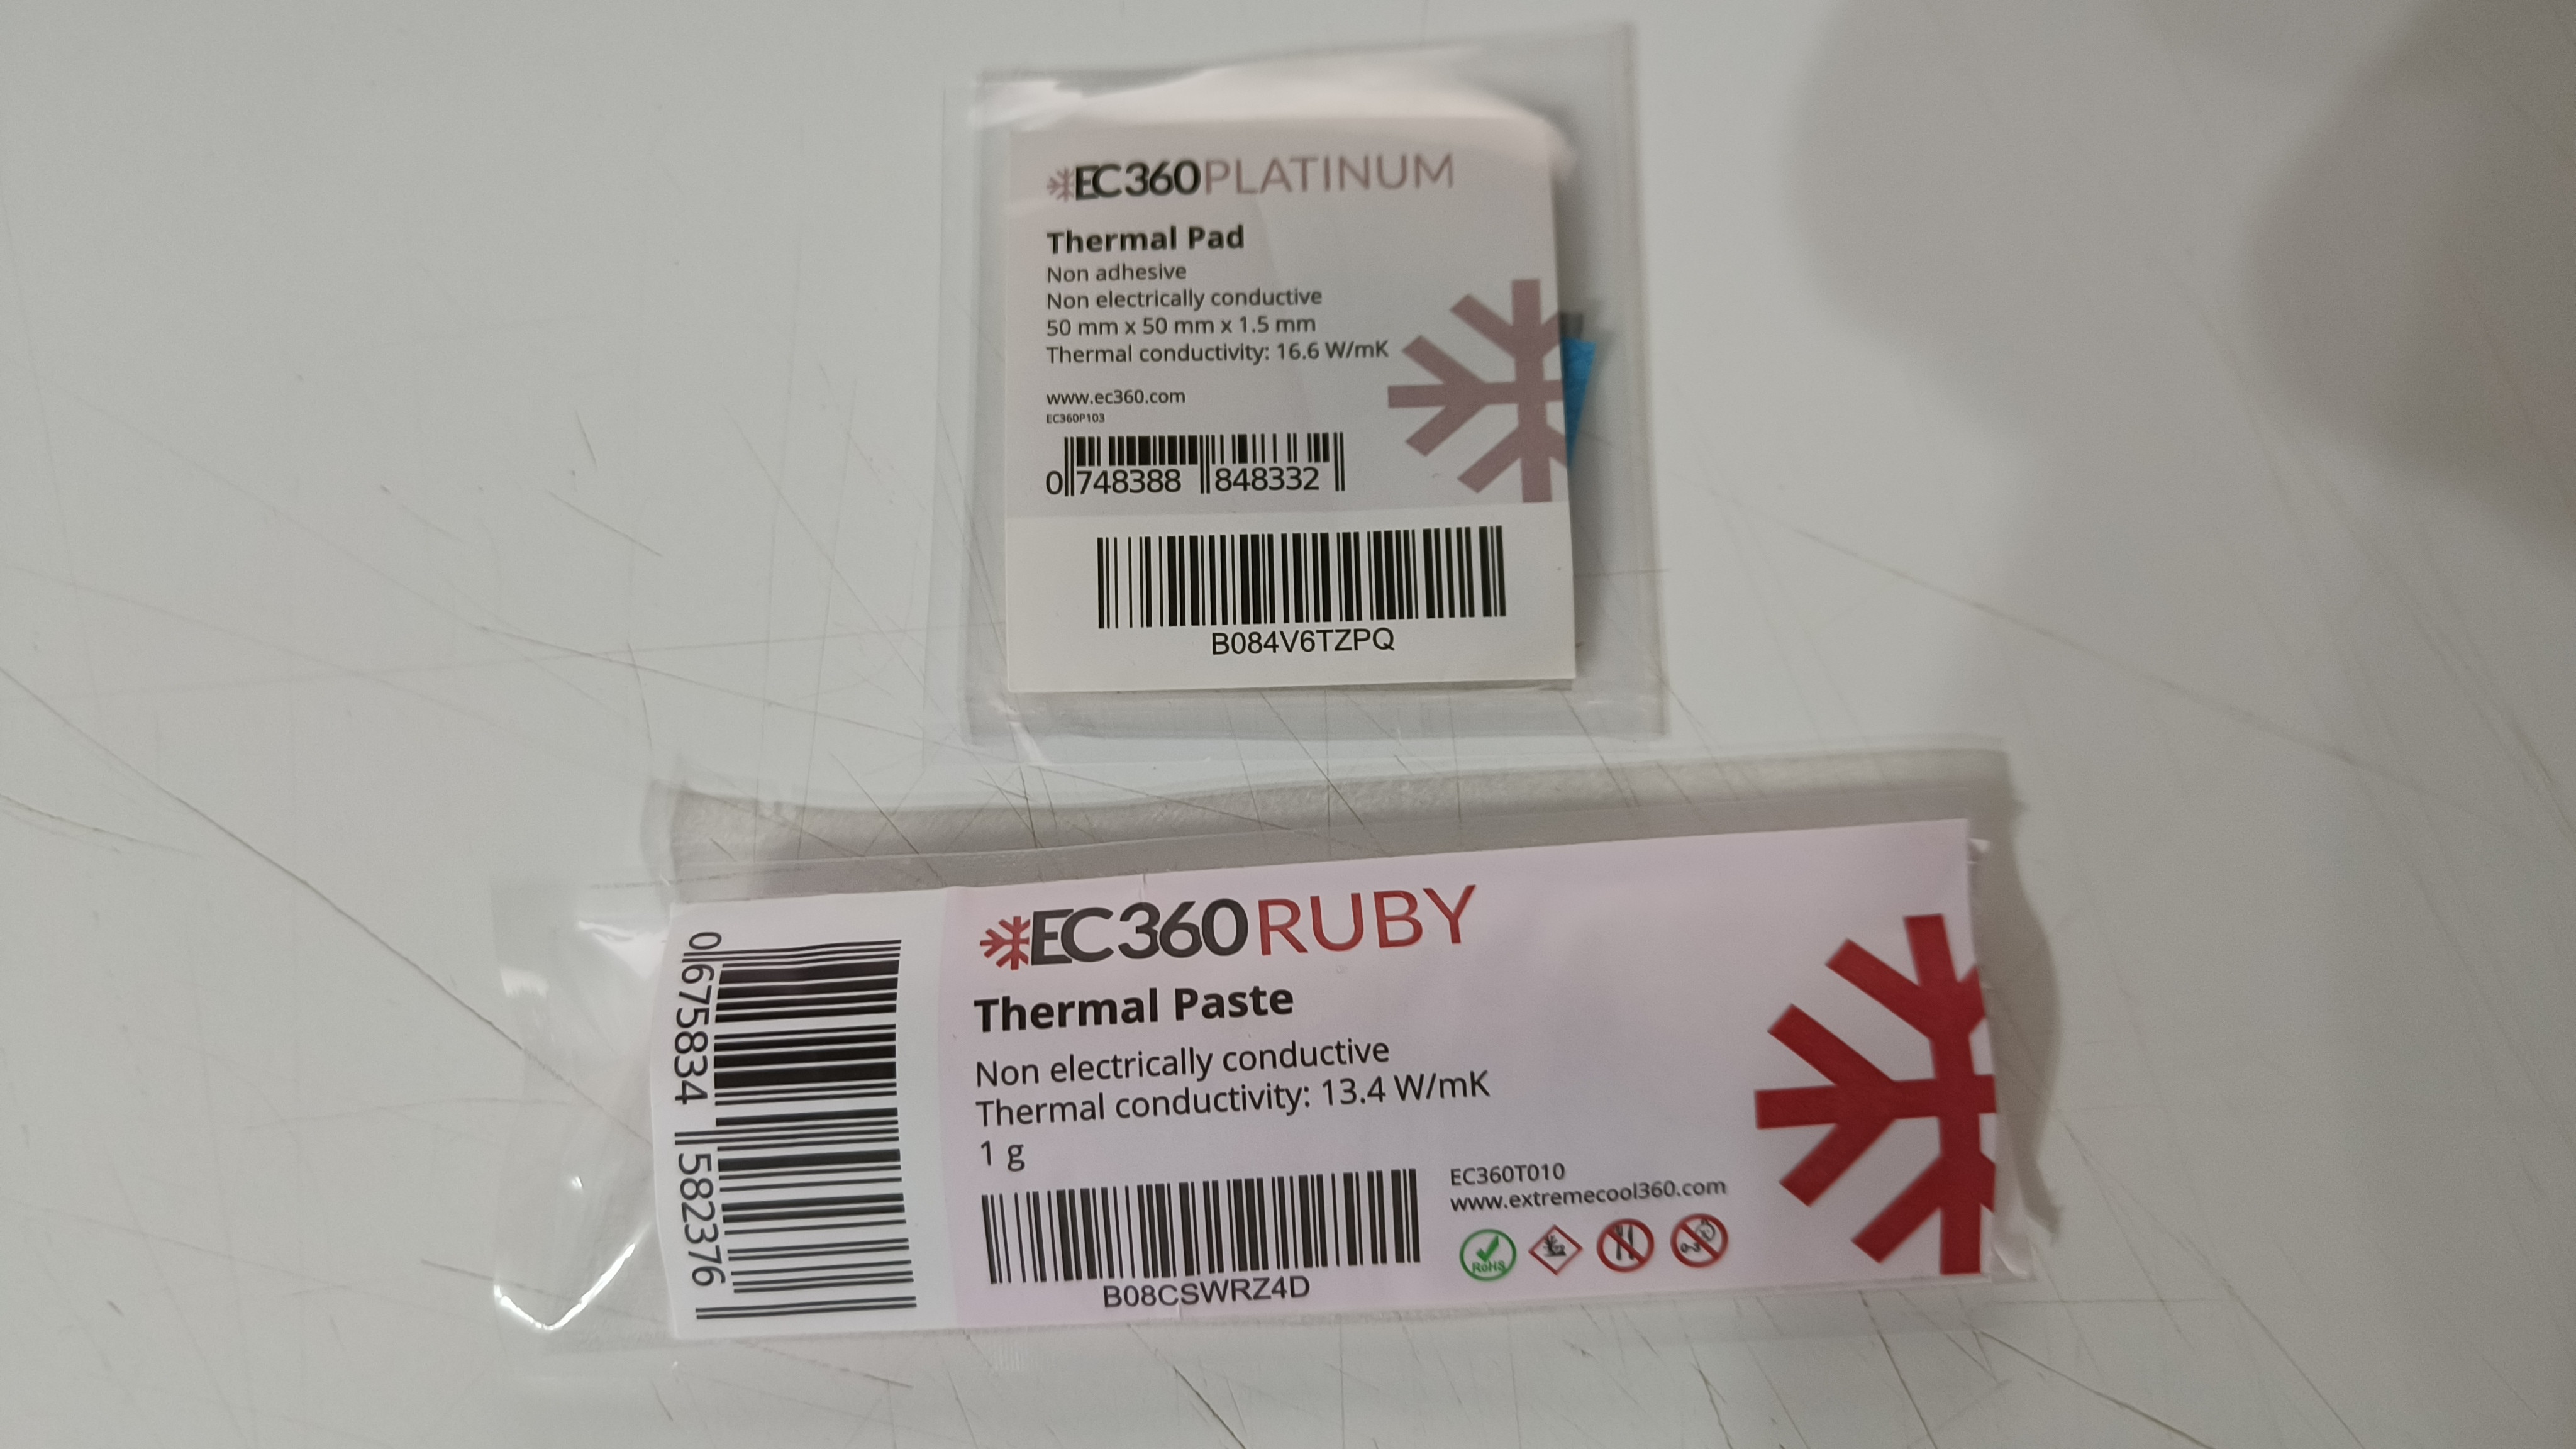 EC360PLATINUM
Thermal Pad
Non adhesive
Non electrically conductive
50 mm x 50 mm x 1.5 mm
Thermal conductivity: 16.6 W/mK
www.ec360.com
EC360P103
0 748388 848332
B084V6TZPQ
EC360RUBY
Thermal Paste
Non electrically conductive
Thermal conductivity: 13.4 W/mK
1 g
B08CSWRZ4D
EC360T010
www.extremecool360.com
RoHS
0 675834 582376